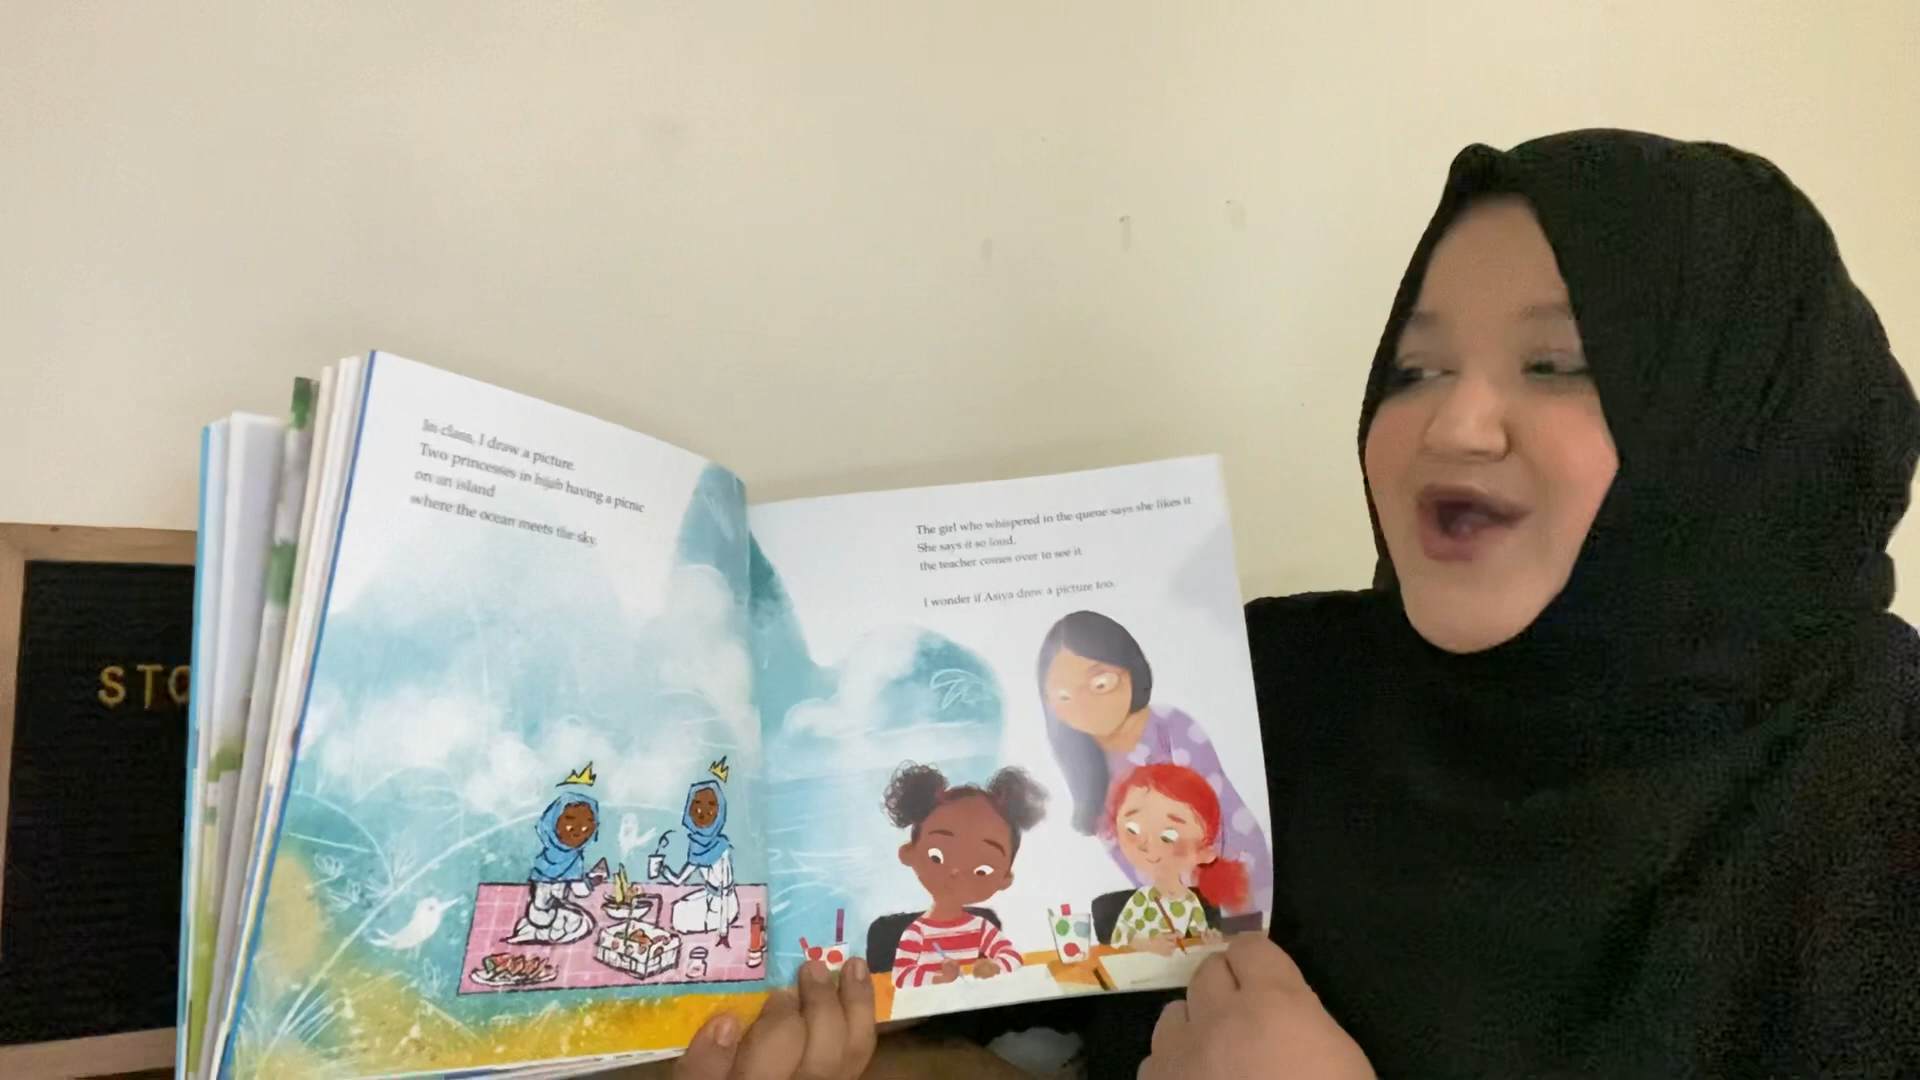 STO
In class, I draw a picture.
Two princesses in hijab having a picnic
on an island
where the ocean meets the sky.
The girl who whispered in the queue says she likes it.
She says it so loud,
the teacher comes over to see it.
I wonder if Asiya drew a picture too.